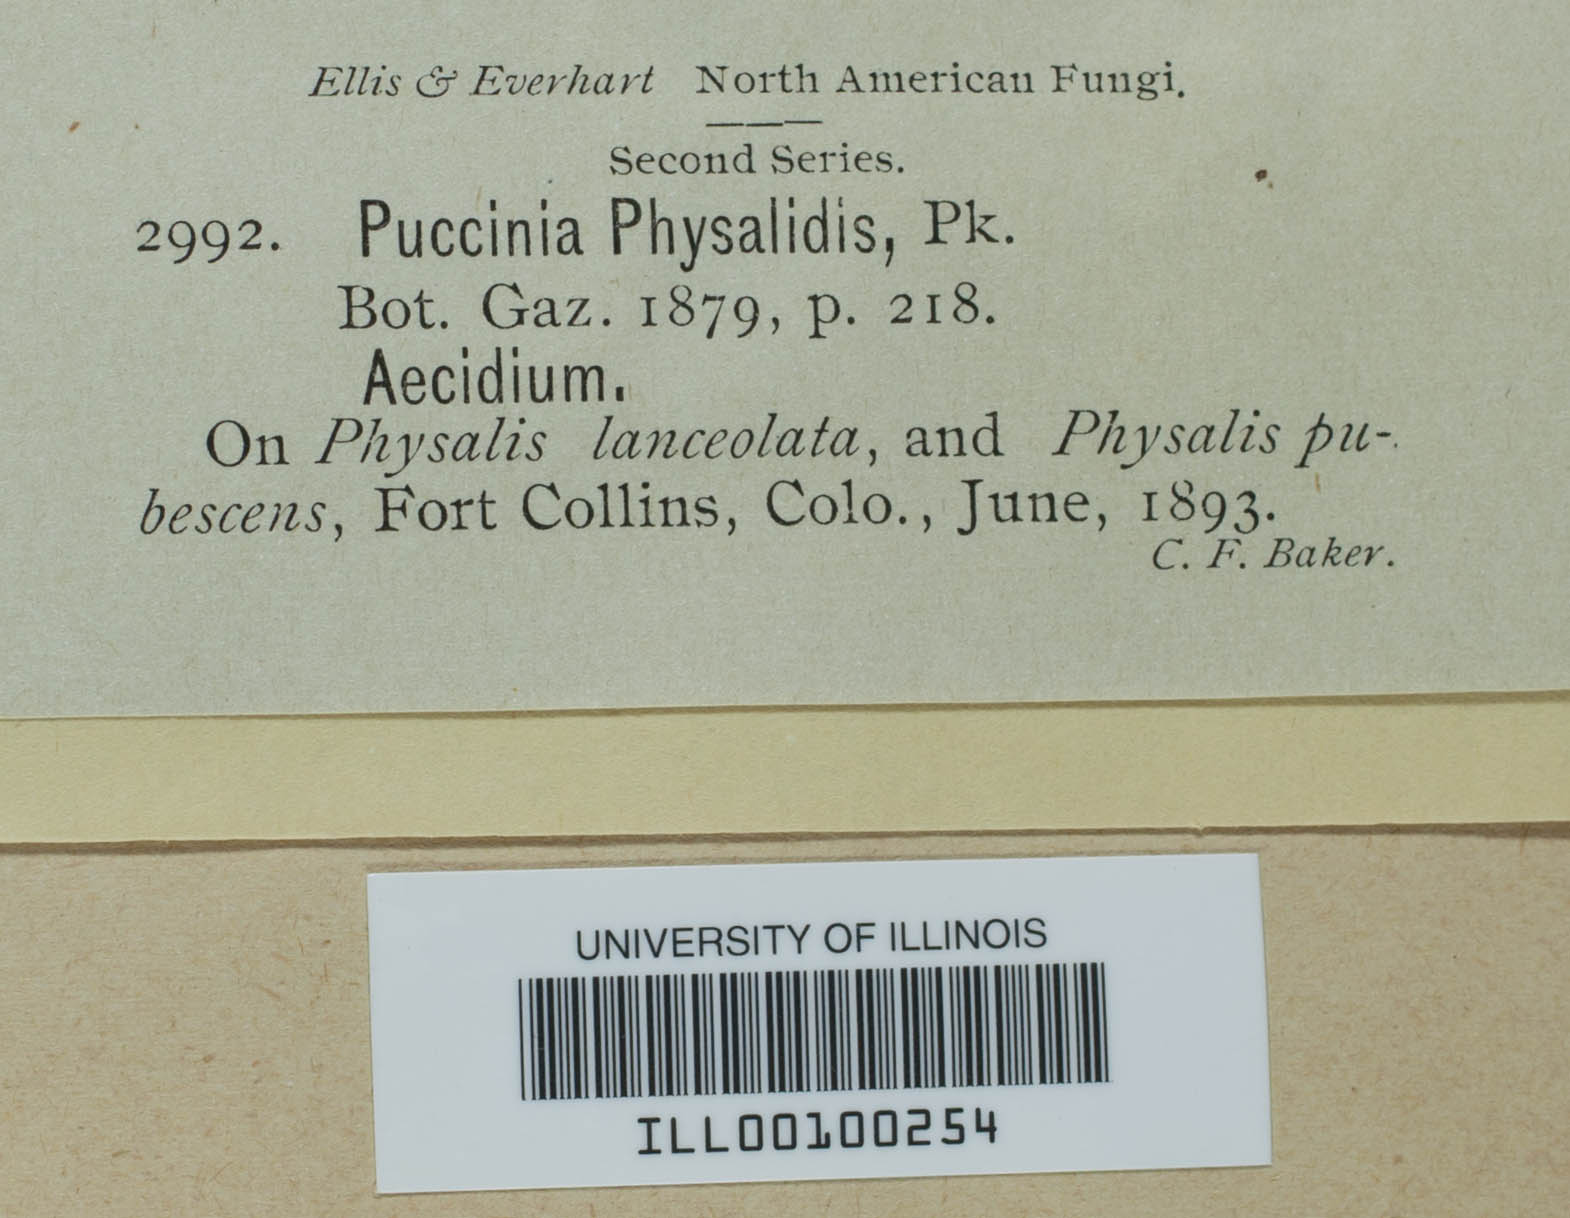 Ellis & Everhart North American Fungi.
Second Series.
2992. Puccinia Physalidis, Pk.
Bot. Gaz. 1879, p. 218.
Aecidium.
On Physalis lanceolata, and Physalis pu-
bescens, Fort Collins, Colo., June, 1893.
C. F. Baker.
UNIVERSITY OF ILLINOIS
ILL00100254